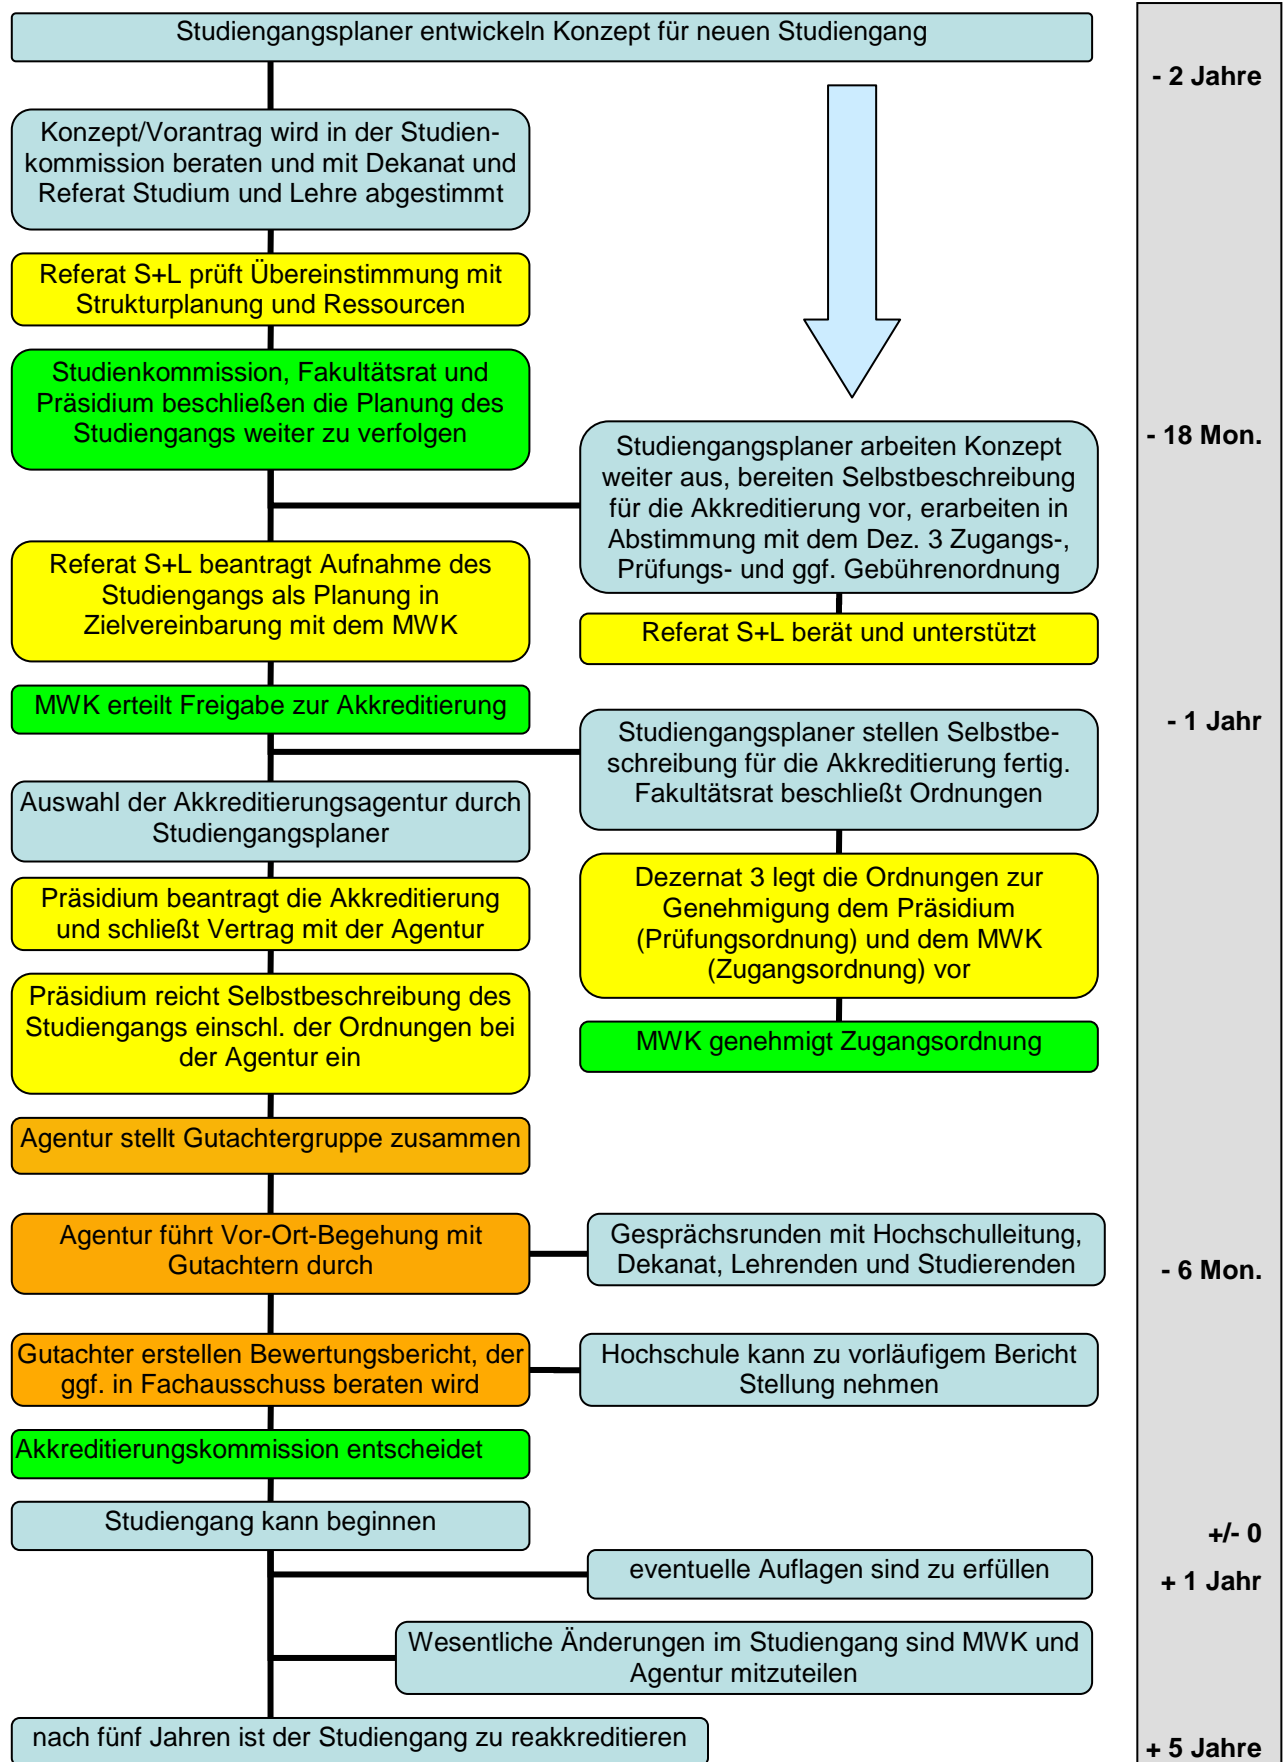 Studiengangsplaner entwickeln Konzept für neuen Studiengang
- 2 Jahre
Konzept/Vorantrag wird in der Studien-
kommission beraten und mit Dekanat und
Referat Studium und Lehre abgestimmt
Referat S+L prüft Übereinstimmung mit
Strukturplanung und Ressourcen
Studienkommission, Fakultätsrat und
Präsidium beschließen die Planung des
Studiengangs weiter zu verfolgen
- 18 Mon.
Studiengangsplaner arbeiten Konzept
weiter aus, bereiten Selbstbeschreibung
für die Akkreditierung vor, erarbeiten in
Abstimmung mit dem Dez. 3 Zugangs-,
Prüfungs- und ggf. Gebührenordnung
Referat S+L beantragt Aufnahme des
Studiengangs als Planung in
Zielvereinbarung mit dem MWK
Referat S+L berät und unterstützt
MWK erteilt Freigabe zur Akkreditierung
- 1 Jahr
Studiengangsplaner stellen Selbstbe-
schreibung für die Akkreditierung fertig.
Fakultätsrat beschließt Ordnungen
Auswahl der Akkreditierungsagentur durch
Studiengangsplaner
Präsidium beantragt die Akkreditierung
und schließt Vertrag mit der Agentur
Dezernat 3 legt die Ordnungen zur
Genehmigung dem Präsidium
(Prüfungsordnung) und dem MWK
(Zugangsordnung) vor
Präsidium reicht Selbstbeschreibung des
Studiengangs einschl. der Ordnungen bei
der Agentur ein
MWK genehmigt Zugangsordnung
Agentur stellt Gutachtergruppe zusammen
Agentur führt Vor-Ort-Begehung mit
Gutachtern durch
Gesprächsrunden mit Hochschulleitung,
Dekanat, Lehrenden und Studierenden
- 6 Mon.
Gutachter erstellen Bewertungsbericht, der
ggf. in Fachausschuss beraten wird
Hochschule kann zu vorläufigem Bericht
Stellung nehmen
Akkreditierungskommission entscheidet
Studiengang kann beginnen
+/- 0
eventuelle Auflagen sind zu erfüllen
+ 1 Jahr
Wesentliche Änderungen im Studiengang sind MWK und
Agentur mitzuteilen
nach fünf Jahren ist der Studiengang zu reakkreditieren
+ 5 Jahre